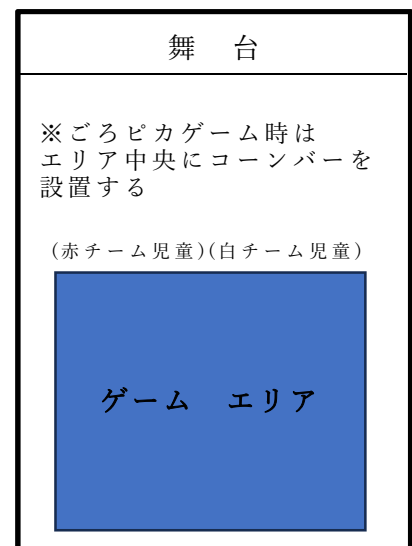 舞　台
※ごろピカゲーム時は
エリア中央にコーンバーを
設置する
(赤チーム児童)(白チーム児童)
ゲーム　エリア